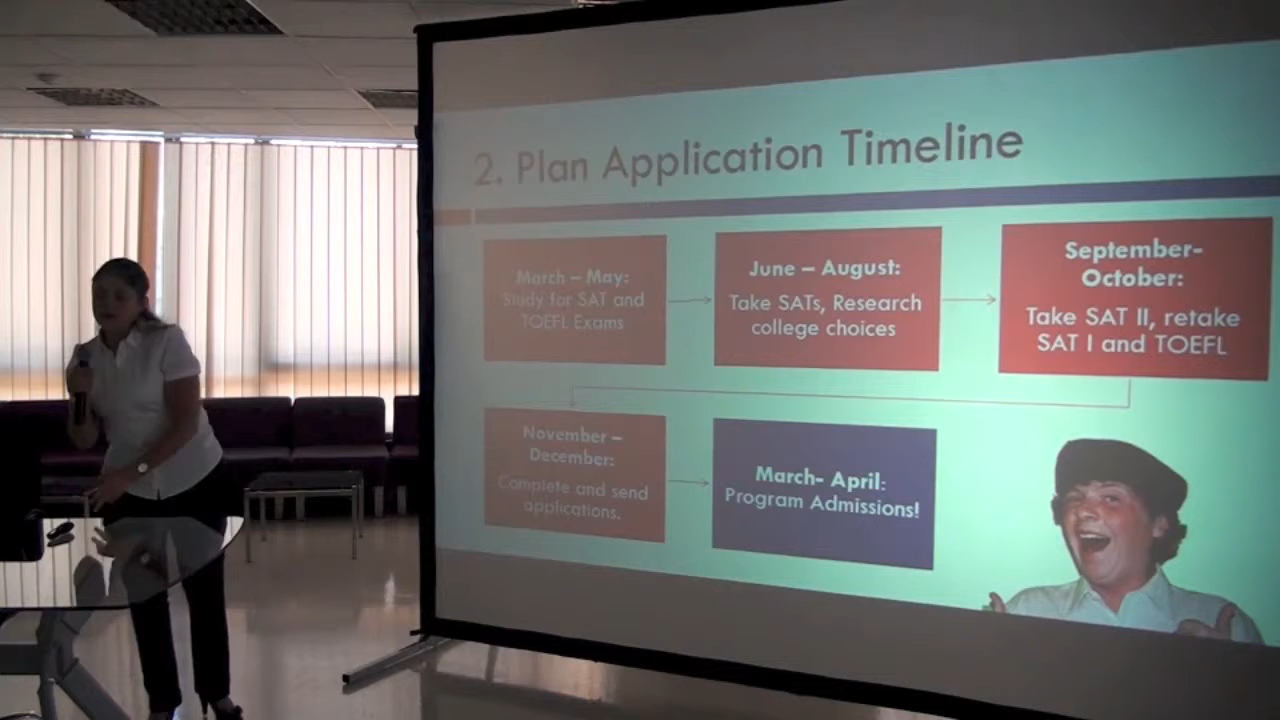 2. Plan Application Timeline
March – May:
Study for SAT and
TOEFL Exams
June – August:
Take SATs, Research
college choices
September-
October:
Take SAT II, retake
SAT I and TOEFL
November –
December:
Complete and send
applications.
March- April:
Program Admissions!